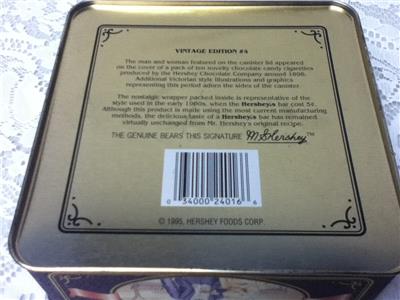 VINTAGE EDITION #4
The man and woman featured on the canister lid appeared
on the cover of a pack of ten novelty chocolate candy cigarettes
produced by the Hershey Chocolate Company around 1898.
Additional Victorian style illustrations and graphics
representing this period adorn the sides of the canister.
The nostalgic wrapper packed inside is representative of the
style used in the early 1960s, when the Hershey's bar cost 5¢.
Although this product is made using the most current manufacturing
methods, the delicious taste of a Hershey's bar has remained
virtually unchanged from Mr. Hershey's original recipe.
THE GENUINE BEARS THIS SIGNATURE M.S. Hershey™
0 34000 24016 6
© 1995, HERSHEY FOODS CORP.